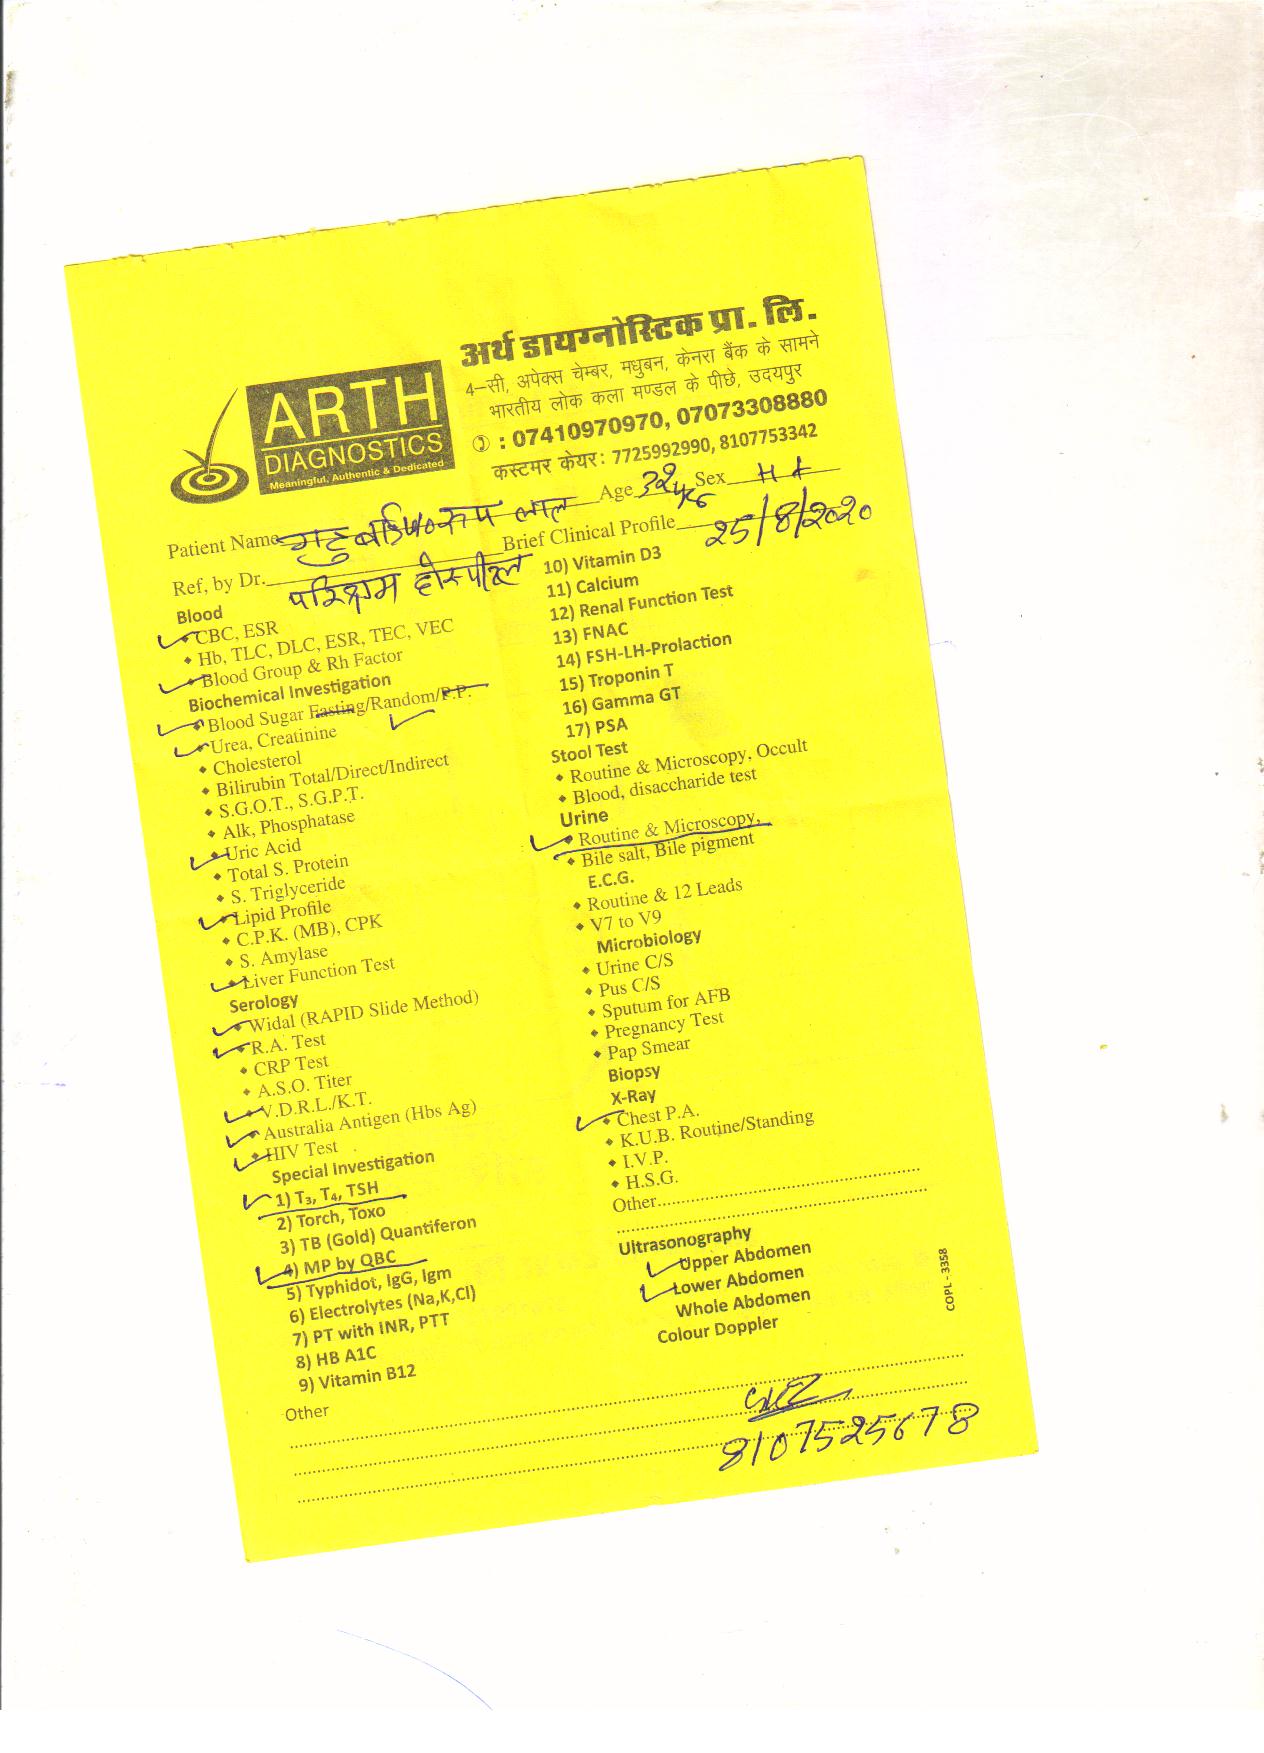 अर्थ डायग्नोस्टिक प्रा. लि.
4–सी, अपेक्स चेम्बर, मधुबन, केनरा बैंक के सामने
भारतीय लोक कला मण्डल के पीछे, उदयपुर
: 07410970970, 07073308880
कस्टमर केयर: 7725992990, 8107753342
ARTH
DIAGNOSTICS
Meaningful, Authentic & Dedicated
Patient Name लाल Age 32 yrs Sex
Ref, by Dr. परिश्रम होस्पीटल Brief Clinical Profile 25/8/2020
Blood
CBC, ESR
Hb, TLC, DLC, ESR, TEC, VEC
Blood Group & Rh Factor
Biochemical Investigation
Blood Sugar Fasting/Random/P.P.
Urea, Creatinine
Cholesterol
Bilirubin Total/Direct/Indirect
S.G.O.T., S.G.P.T.
Alk, Phosphatase
Uric Acid
Total S. Protein
S. Triglyceride
Lipid Profile
C.P.K. (MB), CPK
S. Amylase
Liver Function Test
Serology
Widal (RAPID Slide Method)
R.A. Test
CRP Test
A.S.O. Titer
V.D.R.L./K.T.
Australia Antigen (Hbs Ag)
HIV Test
Special Investigation
1) T₃, T₄, TSH
2) Torch, Toxo
3) TB (Gold) Quantiferon
4) MP by QBC
5) Typhidot, IgG, Igm
6) Electrolytes (Na,K,Cl)
7) PT with INR, PTT
8) HB A1C
9) Vitamin B12
Other
10) Vitamin D3
11) Calcium
12) Renal Function Test
13) FNAC
14) FSH-LH-Prolaction
15) Troponin T
16) Gamma GT
17) PSA
Stool Test
Routine & Microscopy, Occult
Blood, disaccharide test
Urine
Routine & Microscopy,
Bile salt, Bile pigment
E.C.G.
Routine & 12 Leads
V7 to V9
Microbiology
Urine C/S
Pus C/S
Sputum for AFB
Pregnancy Test
Pap Smear
Biopsy
X-Ray
Chest P.A.
K.U.B. Routine/Standing
I.V.P.
H.S.G.
Other
Ultrasonography
Upper Abdomen
Lower Abdomen
Whole Abdomen
Colour Doppler
COPL - 3358
8107525678